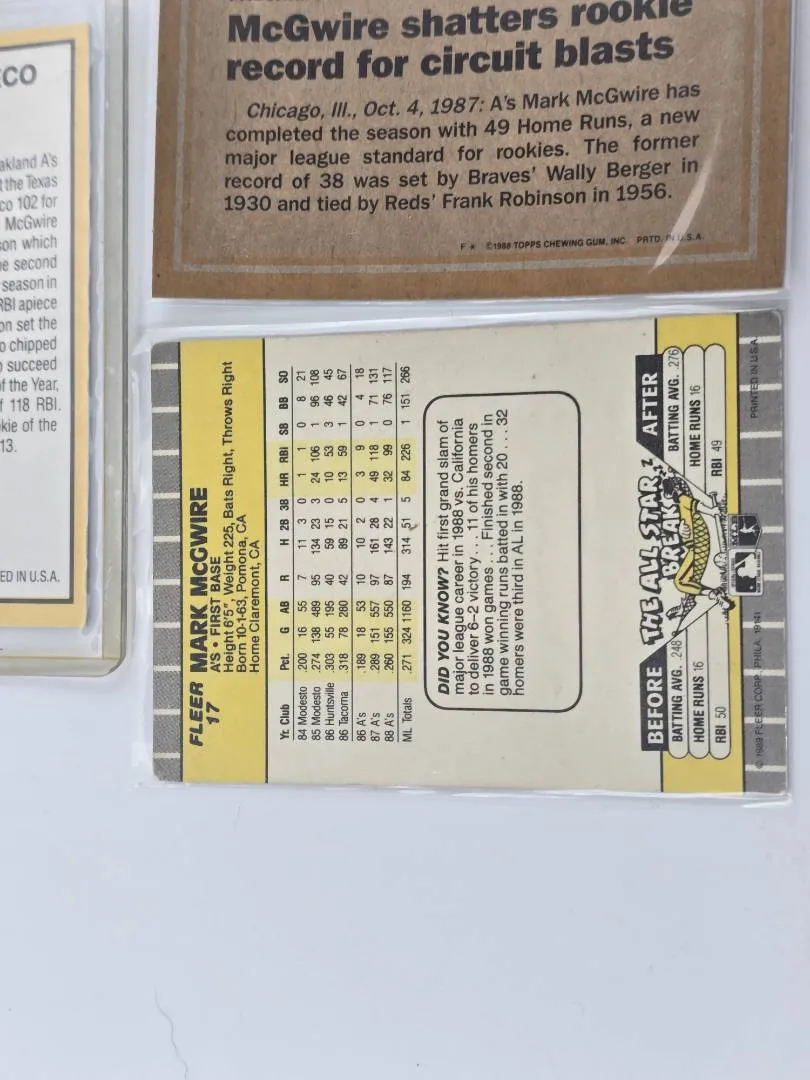 ECO
akland A's
t the Texas
co 102 for
McGwire
son which
e second
season in
RBI apiece
on set the
o chipped
succeed
f the Year,
f 118 RBI.
kie of the
13.
ED IN U.S.A.
McGwire shatters rookie
record for circuit blasts
Chicago, Ill., Oct. 4, 1987: A's Mark McGwire has
completed the season with 49 Home Runs, a new
major league standard for rookies. The former
record of 38 was set by Braves' Wally Berger in
1930 and tied by Reds' Frank Robinson in 1956.
F * ©1988 TOPPS CHEWING GUM, INC. PRTD. IN U.S.A.
FLEER MARK McGWIRE
17 A'S • FIRST BASE
Height 6'5", Weight 225, Bats Right, Throws Right
Born 10-1-63, Pomona, CA
Home Claremont, CA
Yr. Club Pct. G AB R H 2B 3B HR RBI SB BB SO
84 Modesto .200 16 55 7 11 3 0 1 1 0 8 21
85 Modesto .274 138 489 95 134 23 3 24 106 1 96 108
86 Huntsville .303 55 195 40 59 15 0 10 53 3 46 45
86 Tacoma .318 78 280 42 89 21 5 13 59 1 42 67
86 A's .189 18 53 10 10 2 0 3 9 0 4 18
87 A's .289 151 557 97 161 28 4 49 118 1 71 131
88 A's .260 155 550 87 143 22 1 32 99 0 76 117
ML Totals .271 324 1160 194 314 51 5 84 226 1 151 266
DID YOU KNOW? Hit first grand slam of
major league career in 1988 vs. California
to deliver 6-2 victory... 11 of his homers
in 1988 won games ... Finished second in
game winning runs batted in with 20 . . . 32
homers were third in AL in 1988.
BEFORE THE ALL STAR BREAK AFTER
BATTING AVG. .248 BATTING AVG. .276
HOME RUNS 16 HOME RUNS 16
RBI 50 RBI 49
© 1989 FLEER CORP., PHILA. 19141 PRINTED IN U.S.A.